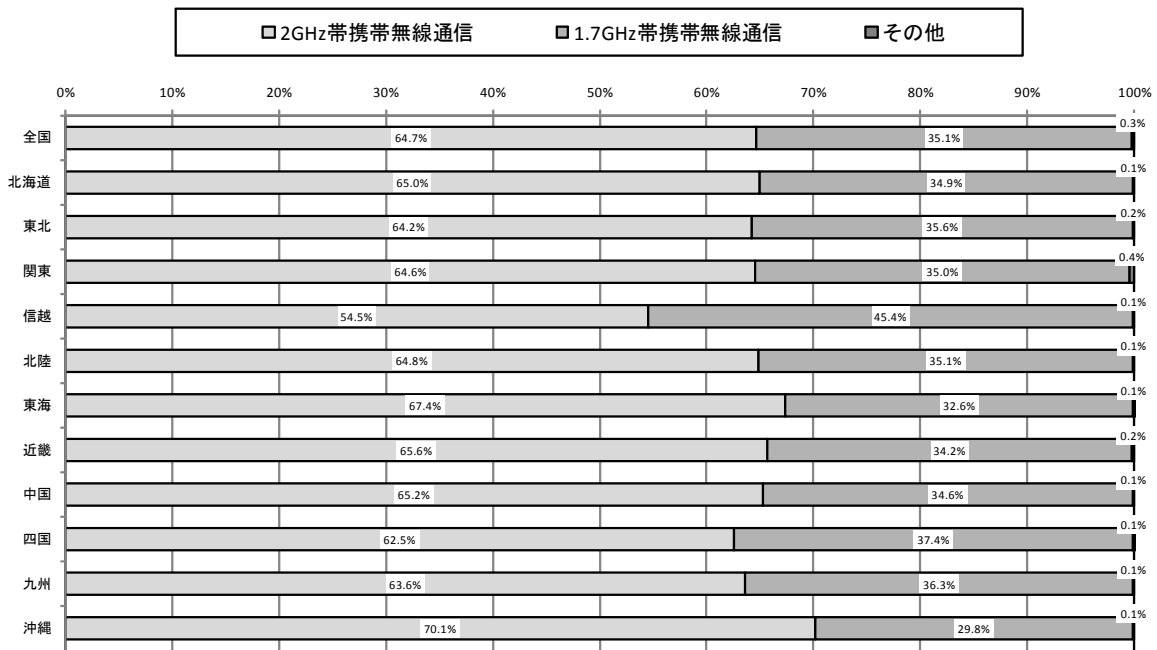 2GHz帯携帯無線通信 1.7GHz帯携帯無線通信 その他
0% 10% 20% 30% 40% 50% 60% 70% 80% 90% 100%
全国 64.7% 35.1% 0.3%
北海道 65.0% 34.9% 0.1%
東北 64.2% 35.6% 0.2%
関東 64.6% 35.0% 0.4%
信越 54.5% 45.4% 0.1%
北陸 64.8% 35.1% 0.1%
東海 67.4% 32.6% 0.1%
近畿 65.6% 34.2% 0.2%
中国 65.2% 34.6% 0.1%
四国 62.5% 37.4% 0.1%
九州 63.6% 36.3% 0.1%
沖縄 70.1% 29.8% 0.1%